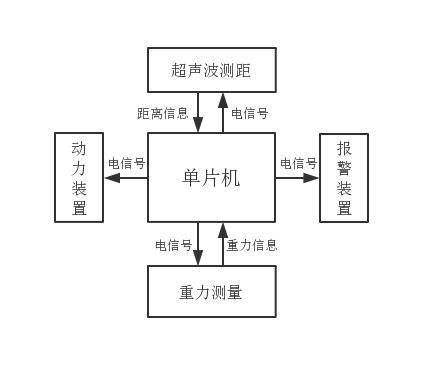 超声波测距
距离信息
电信号
动力装置
电信号
单片机
电信号
报警装置
电信号
重力信息
重力测量